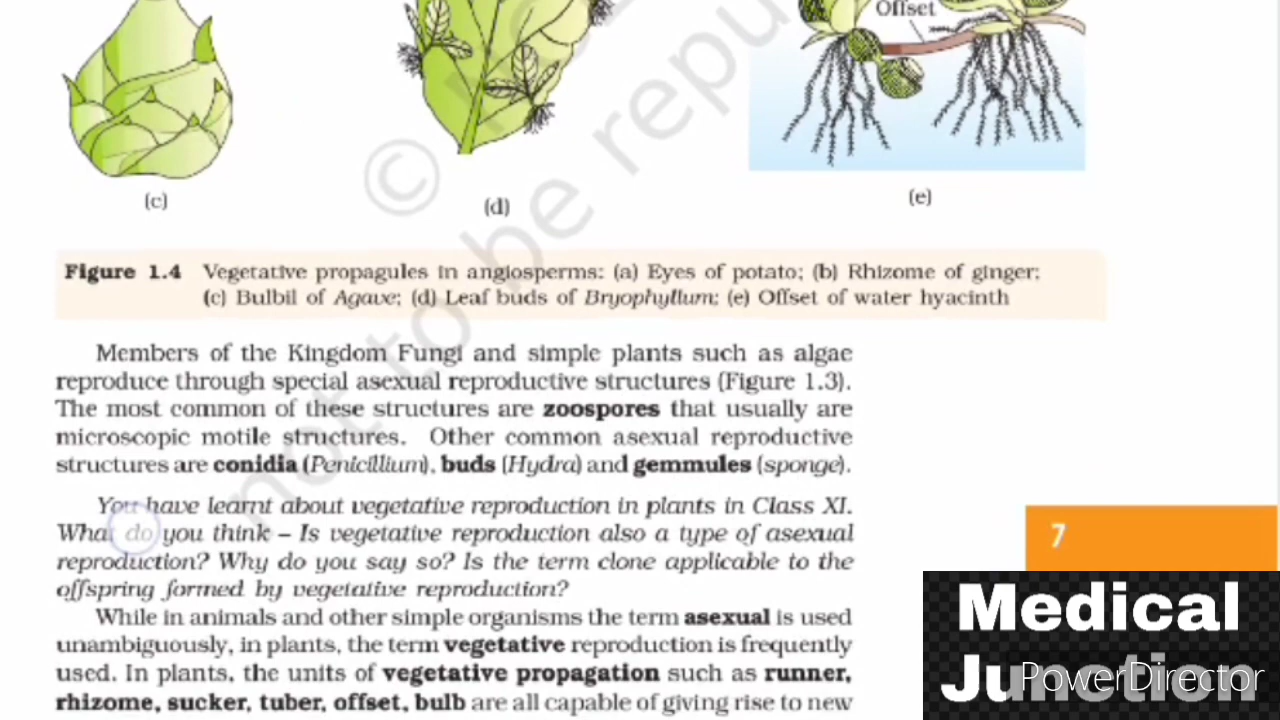 Offset
(c)
(d)
(e)
Figure 1.4 Vegetative propagules in angiosperms: (a) Eyes of potato; (b) Rhizome of ginger;
(c) Bulbil of Agave; (d) Leaf buds of Bryophyllum; (e) Offset of water hyacinth
Members of the Kingdom Fungi and simple plants such as algae
reproduce through special asexual reproductive structures (Figure 1.3).
The most common of these structures are zoospores that usually are
microscopic motile structures. Other common asexual reproductive
structures are conidia (Penicillium), buds (Hydra) and gemmules (sponge).
You have learnt about vegetative reproduction in plants in Class XI.
What do you think – Is vegetative reproduction also a type of asexual
reproduction? Why do you say so? Is the term clone applicable to the
offspring formed by vegetative reproduction?
While in animals and other simple organisms the term asexual is used
unambiguously, in plants, the term vegetative reproduction is frequently
used. In plants, the units of vegetative propagation such as runner,
rhizome, sucker, tuber, offset, bulb are all capable of giving rise to new
7
Medical
Junction
PowerDirector
©
not to be repu